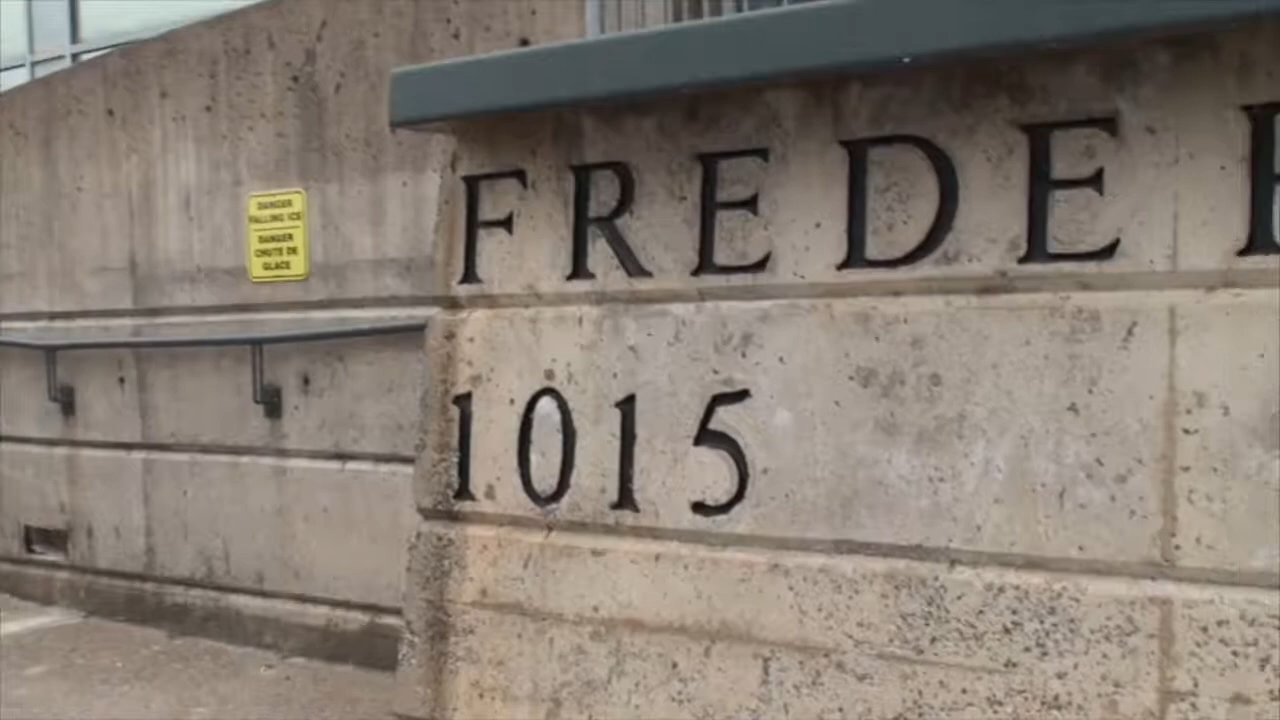 DANGER
FALLING ICE
DANGER
CHUTE DE
GLACE
FREDE
1015